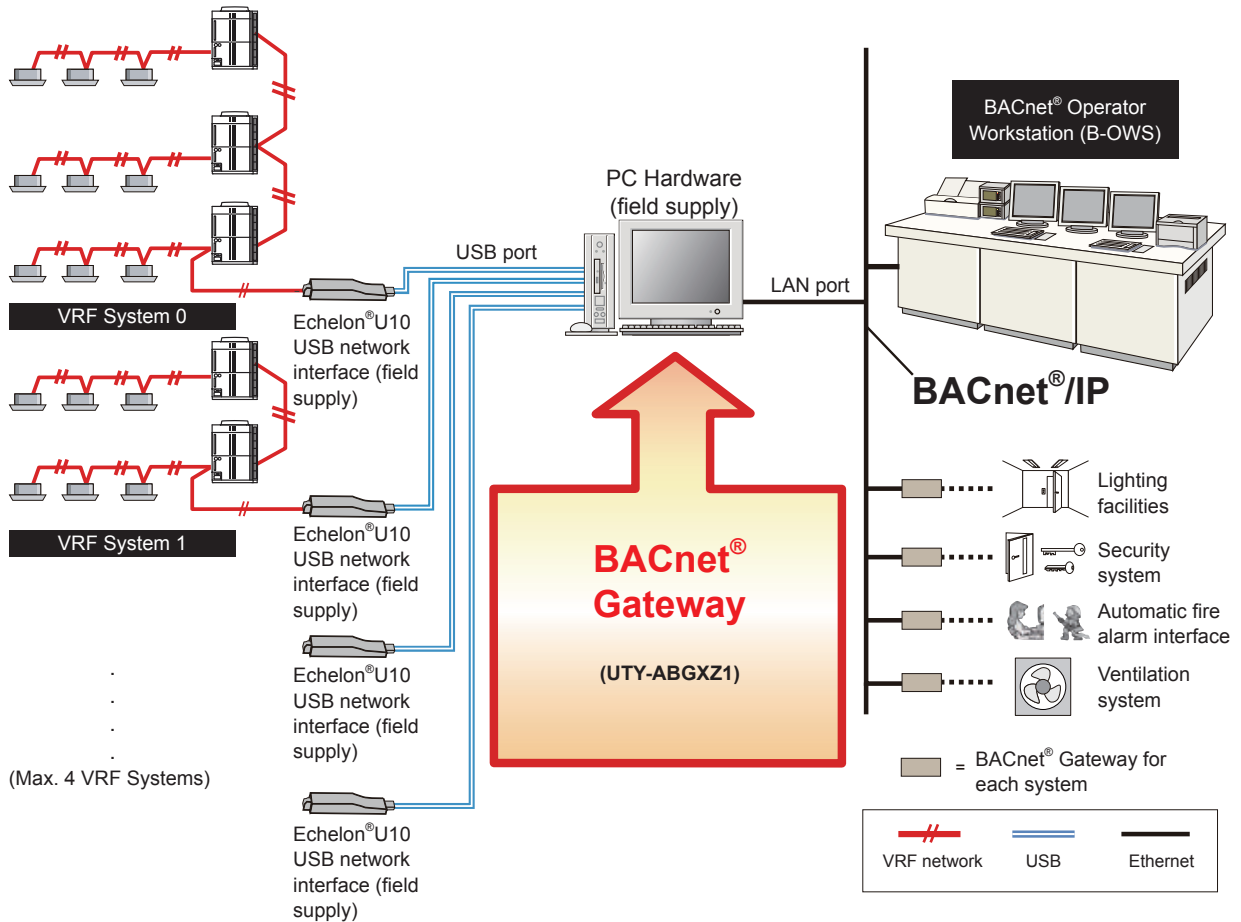 VRF System 0
VRF System 1
.
.
.
.
(Max. 4 VRF Systems)
Echelon®U10
USB network
interface (field
supply)
Echelon®U10
USB network
interface (field
supply)
Echelon®U10
USB network
interface (field
supply)
Echelon®U10
USB network
interface (field
supply)
USB port
PC Hardware
(field supply)
LAN port
BACnet®
Gateway
(UTY-ABGXZ1)
BACnet® Operator
Workstation (B-OWS)
BACnet®/IP
Lighting
facilities
Security
system
Automatic fire
alarm interface
Ventilation
system
= BACnet® Gateway for
each system
VRF network
USB
Ethernet